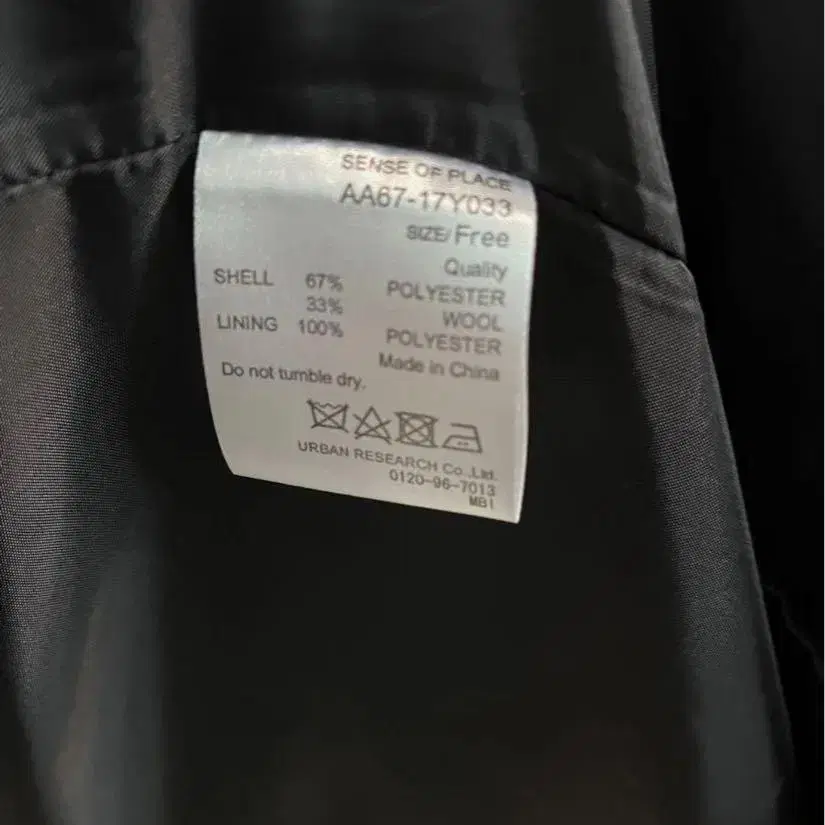 SENSE OF PLACE
AA67-17Y033
SIZE/Free
Quality
SHELL 67% POLYESTER
33% WOOL
LINING 100% POLYESTER
Made in China
Do not tumble dry.
URBAN RESEARCH Co.,Ltd.
0120-96-7013
MB1